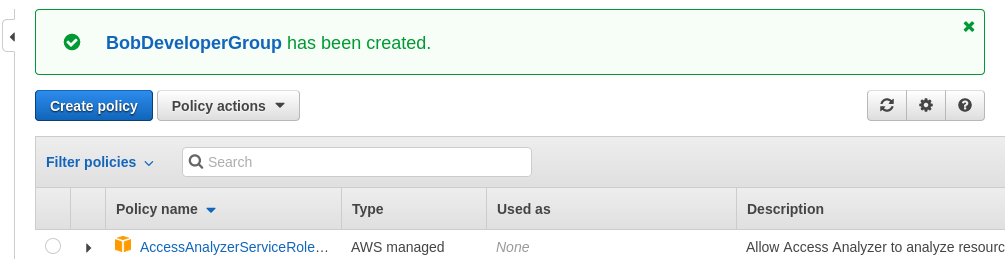 BobDeveloperGroup has been created.
Create policy Policy actions
Filter policies Search
Policy name Type Used as Description
AccessAnalyzerServiceRole… AWS managed None Allow Access Analyzer to analyze resourc